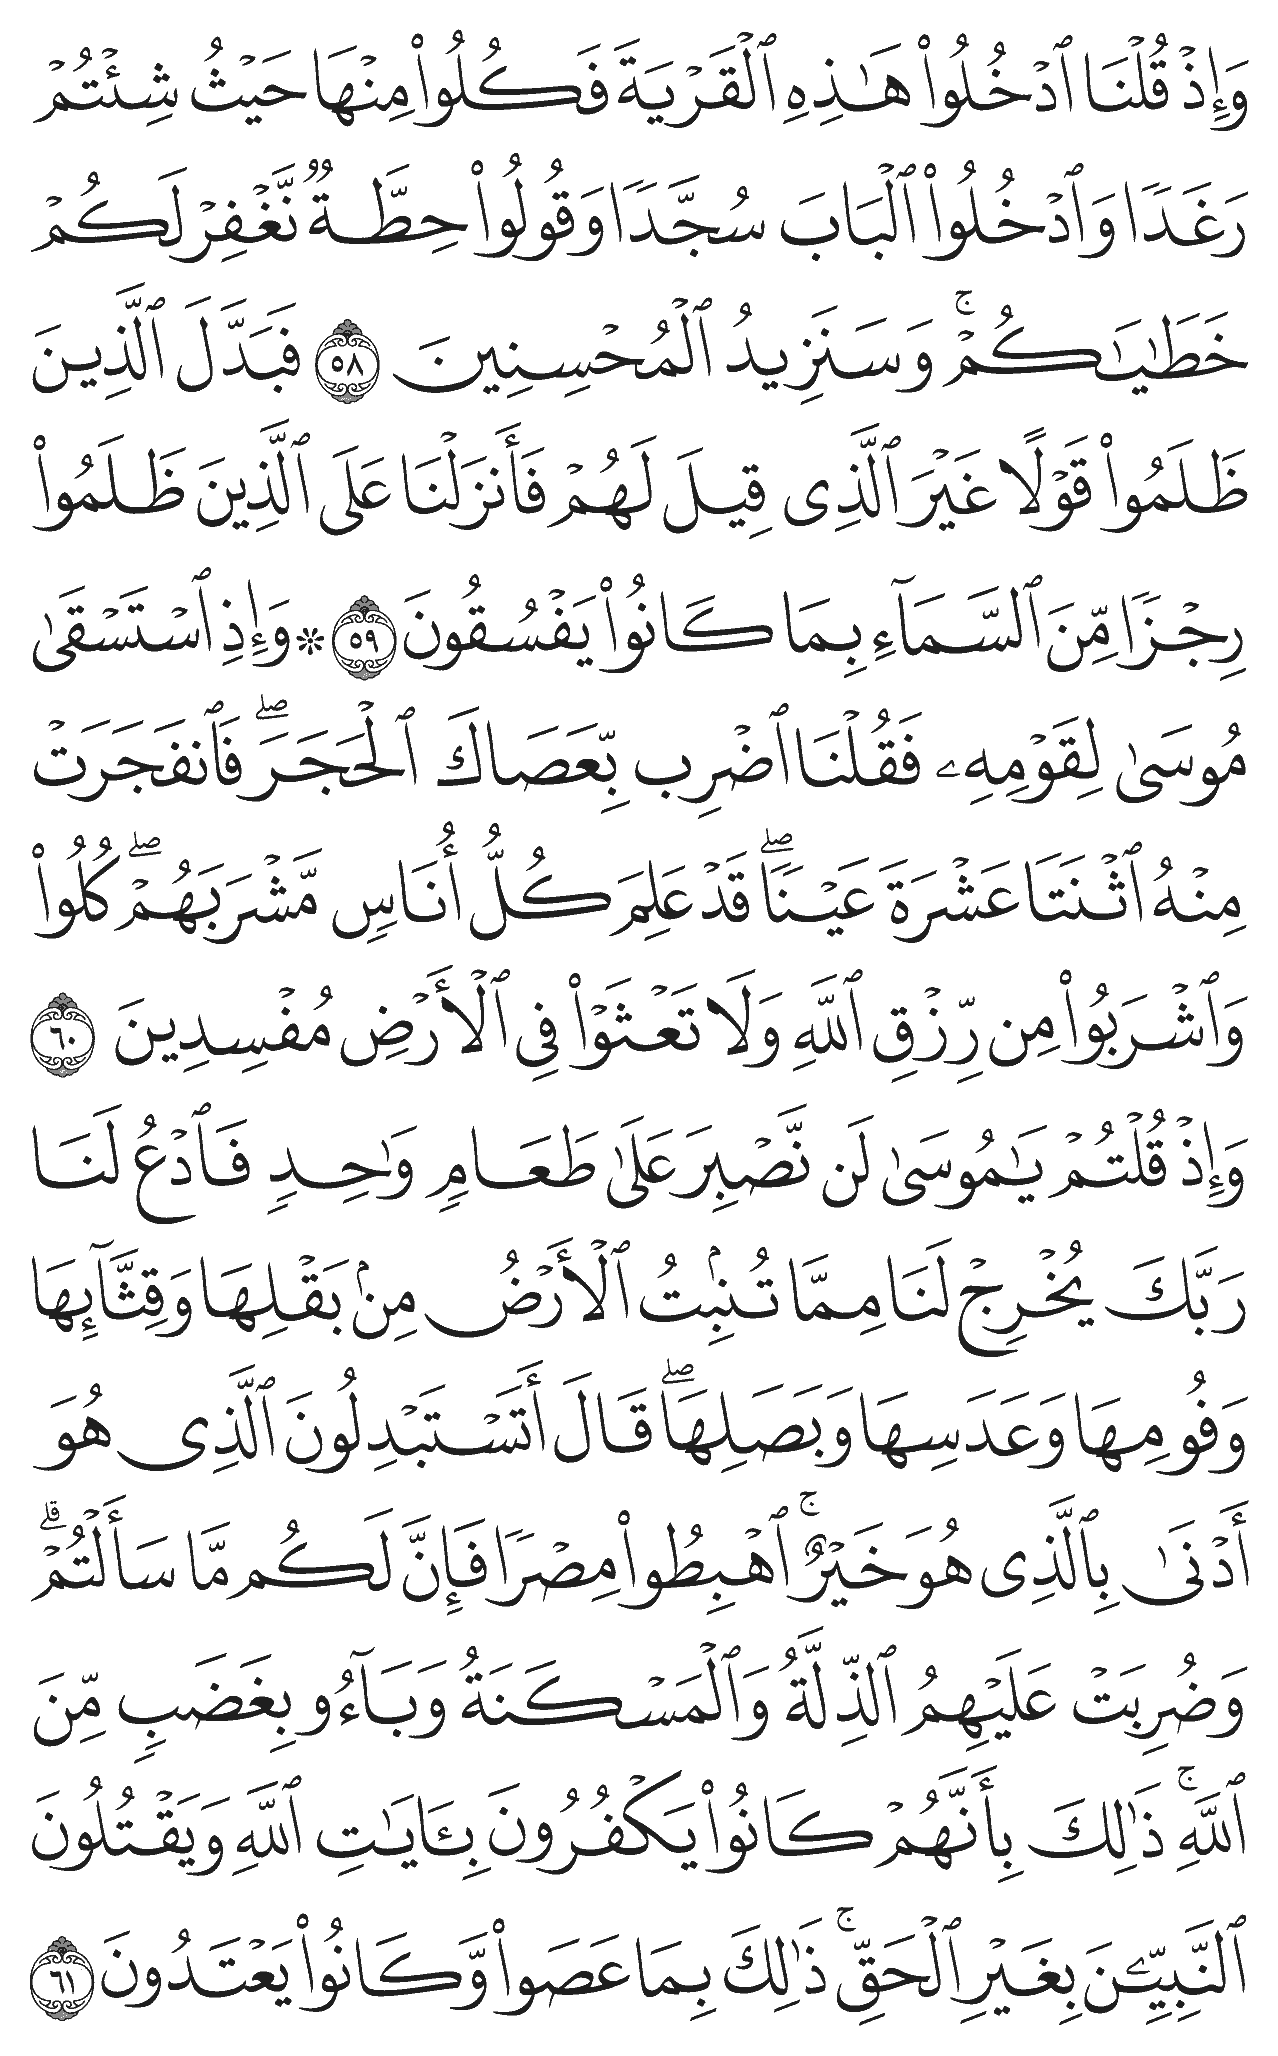 وَإِذۡ قُلۡنَا ٱدۡخُلُواْ هَٰذِهِ ٱلۡقَرۡيَةَ فَكُلُواْ مِنۡهَا حَيۡثُ شِئۡتُمۡ
رَغَدٗا وَٱدۡخُلُواْ ٱلۡبَابَ سُجَّدٗا وَقُولُواْ حِطَّةٞ نَّغۡفِرۡ لَكُمۡ
خَطَٰيَٰكُمۡۚ وَسَنَزِيدُ ٱلۡمُحۡسِنِينَ ٥٨ فَبَدَّلَ ٱلَّذِينَ
ظَلَمُواْ قَوۡلًا غَيۡرَ ٱلَّذِي قِيلَ لَهُمۡ فَأَنزَلۡنَا عَلَى ٱلَّذِينَ ظَلَمُواْ
رِجۡزٗا مِّنَ ٱلسَّمَآءِ بِمَا كَانُواْ يَفۡسُقُونَ ٥٩ ۞ وَإِذِ ٱسۡتَسۡقَىٰ
مُوسَىٰ لِقَوۡمِهِۦ فَقُلۡنَا ٱضۡرِب بِّعَصَاكَ ٱلۡحَجَرَۖ فَٱنفَجَرَتۡ
مِنۡهُ ٱثۡنَتَا عَشۡرَةَ عَيۡنٗاۖ قَدۡ عَلِمَ كُلُّ أُنَاسٖ مَّشۡرَبَهُمۡۖ كُلُواْ
وَٱشۡرَبُواْ مِن رِّزۡقِ ٱللَّهِ وَلَا تَعۡثَوۡاْ فِي ٱلۡأَرۡضِ مُفۡسِدِينَ ٦٠
وَإِذۡ قُلۡتُمۡ يَٰمُوسَىٰ لَن نَّصۡبِرَ عَلَىٰ طَعَامٖ وَٰحِدٖ فَٱدۡعُ لَنَا
رَبَّكَ يُخۡرِجۡ لَنَا مِمَّا تُنۢبِتُ ٱلۡأَرۡضُ مِنۢ بَقۡلِهَا وَقِثَّآئِهَا
وَفُومِهَا وَعَدَسِهَا وَبَصَلِهَاۖ قَالَ أَتَسۡتَبۡدِلُونَ ٱلَّذِي هُوَ
أَدۡنَىٰ بِٱلَّذِي هُوَ خَيۡرٌۚ ٱهۡبِطُواْ مِصۡرٗا فَإِنَّ لَكُم مَّا سَأَلۡتُمۡۗ
وَضُرِبَتۡ عَلَيۡهِمُ ٱلذِّلَّةُ وَٱلۡمَسۡكَنَةُ وَبَآءُو بِغَضَبٖ مِّنَ
ٱللَّهِۚ ذَٰلِكَ بِأَنَّهُمۡ كَانُواْ يَكۡفُرُونَ بِـَٔايَٰتِ ٱللَّهِ وَيَقۡتُلُونَ
ٱلنَّبِيِّـۧنَ بِغَيۡرِ ٱلۡحَقِّۚ ذَٰلِكَ بِمَا عَصَواْ وَّكَانُواْ يَعۡتَدُونَ ٦١